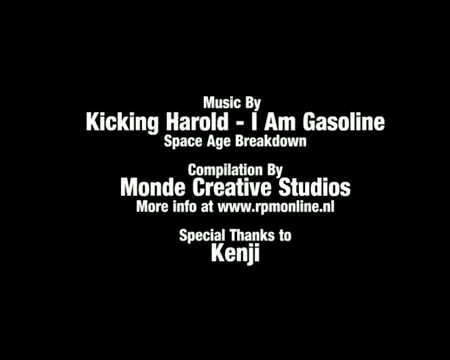 Music By
Kicking Harold - I Am Gasoline
Space Age Breakdown
Compilation By
Monde Creative Studios
More info at www.rpmonline.nl
Special Thanks to
Kenji